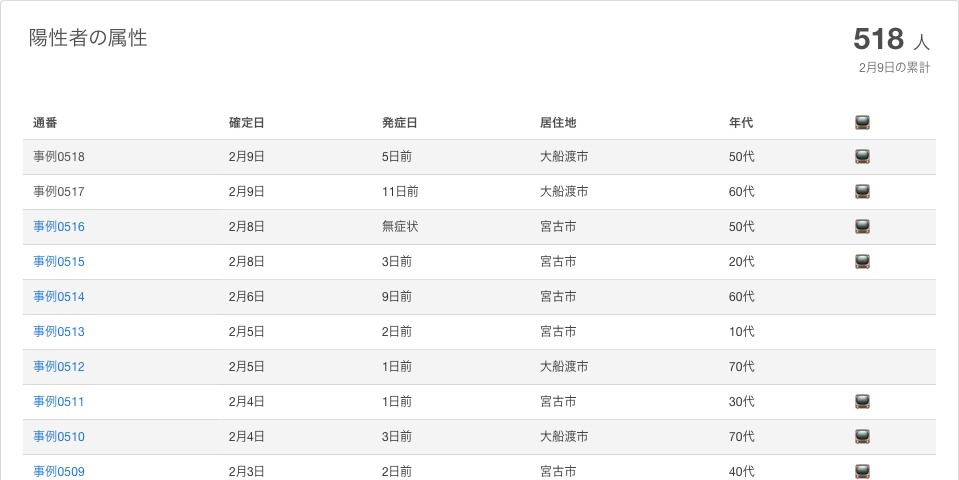 陽性者の属性
518 人
2月9日の累計
通番 確定日 発症日 居住地 年代
事例0518 2月9日 5日前 大船渡市 50代
事例0517 2月9日 11日前 大船渡市 60代
事例0516 2月8日 無症状 宮古市 50代
事例0515 2月8日 3日前 宮古市 20代
事例0514 2月6日 9日前 宮古市 60代
事例0513 2月5日 2日前 宮古市 10代
事例0512 2月5日 1日前 大船渡市 70代
事例0511 2月4日 1日前 宮古市 30代
事例0510 2月4日 3日前 大船渡市 70代
事例0509 2月3日 2日前 宮古市 40代